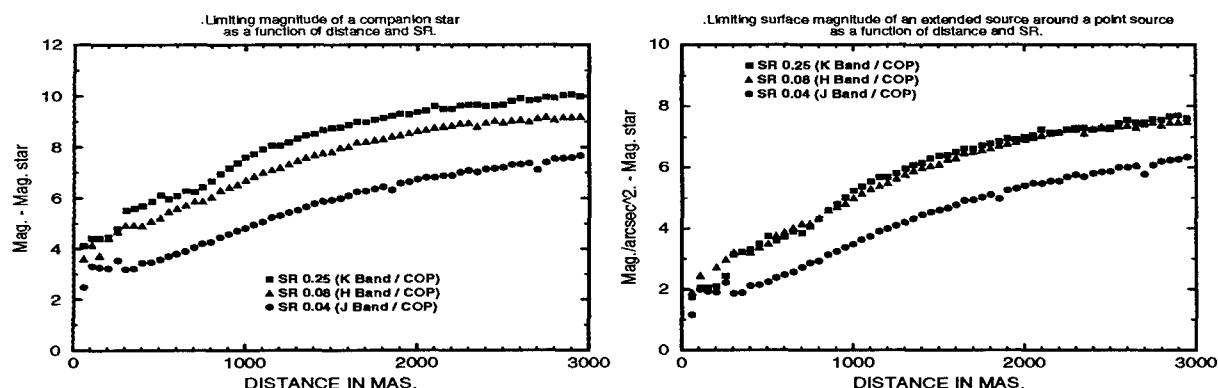 .Limiting magnitude of a companion star
as a function of distance and SR.
12
10
8
6
4
2
0
Mag. - Mag. star
SR 0.25 (K Band / COP)
SR 0.08 (H Band / COP)
SR 0.04 (J Band / COP)
0
1000
2000
3000
DISTANCE IN MAS.
.Limiting surface magnitude of an extended source around a point source
as a function of distance and SR.
10
8
6
4
2
0
Mag./arcsec^2. - Mag. star
SR 0.25 (K Band / COP)
SR 0.08 (H Band / COP)
SR 0.04 (J Band / COP)
0
1000
2000
3000
DISTANCE IN MAS.